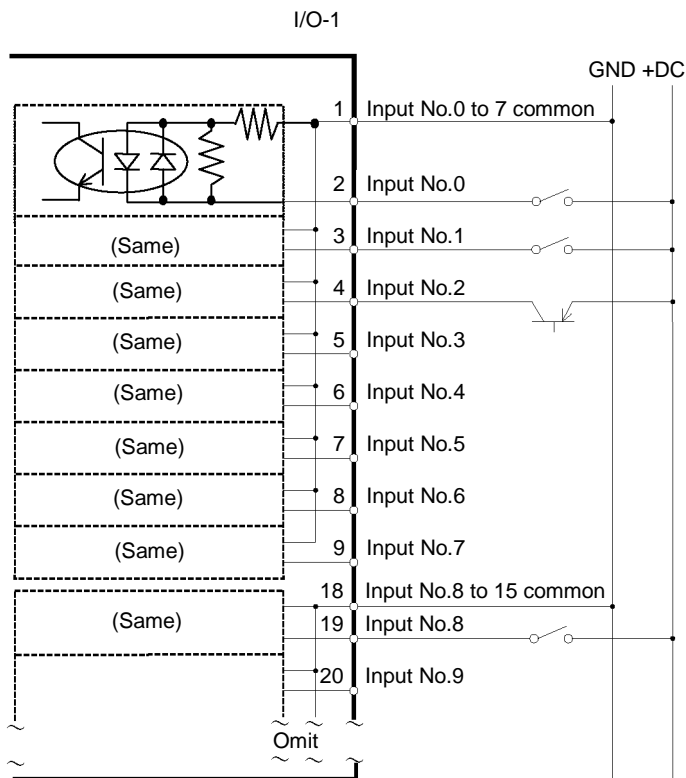 I/O-1
GND +DC
1 Input No.0 to 7 common
2 Input No.0
(Same) 3 Input No.1
(Same) 4 Input No.2
(Same) 5 Input No.3
(Same) 6 Input No.4
(Same) 7 Input No.5
(Same) 8 Input No.6
(Same) 9 Input No.7
18 Input No.8 to 15 common
(Same) 19 Input No.8
20 Input No.9
Omit